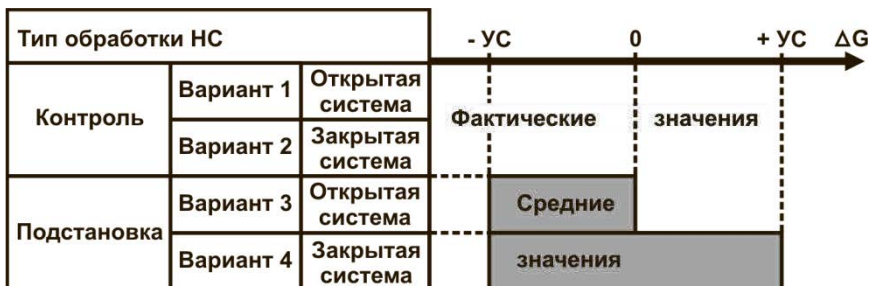 Тип обработки НС
- УС 0 + УС ΔG
Контроль
Вариант 1
Открытая
система
Вариант 2
Закрытая
система
Фактические значения
Подстановка
Вариант 3
Открытая
система
Средние
Вариант 4
Закрытая
система
значения